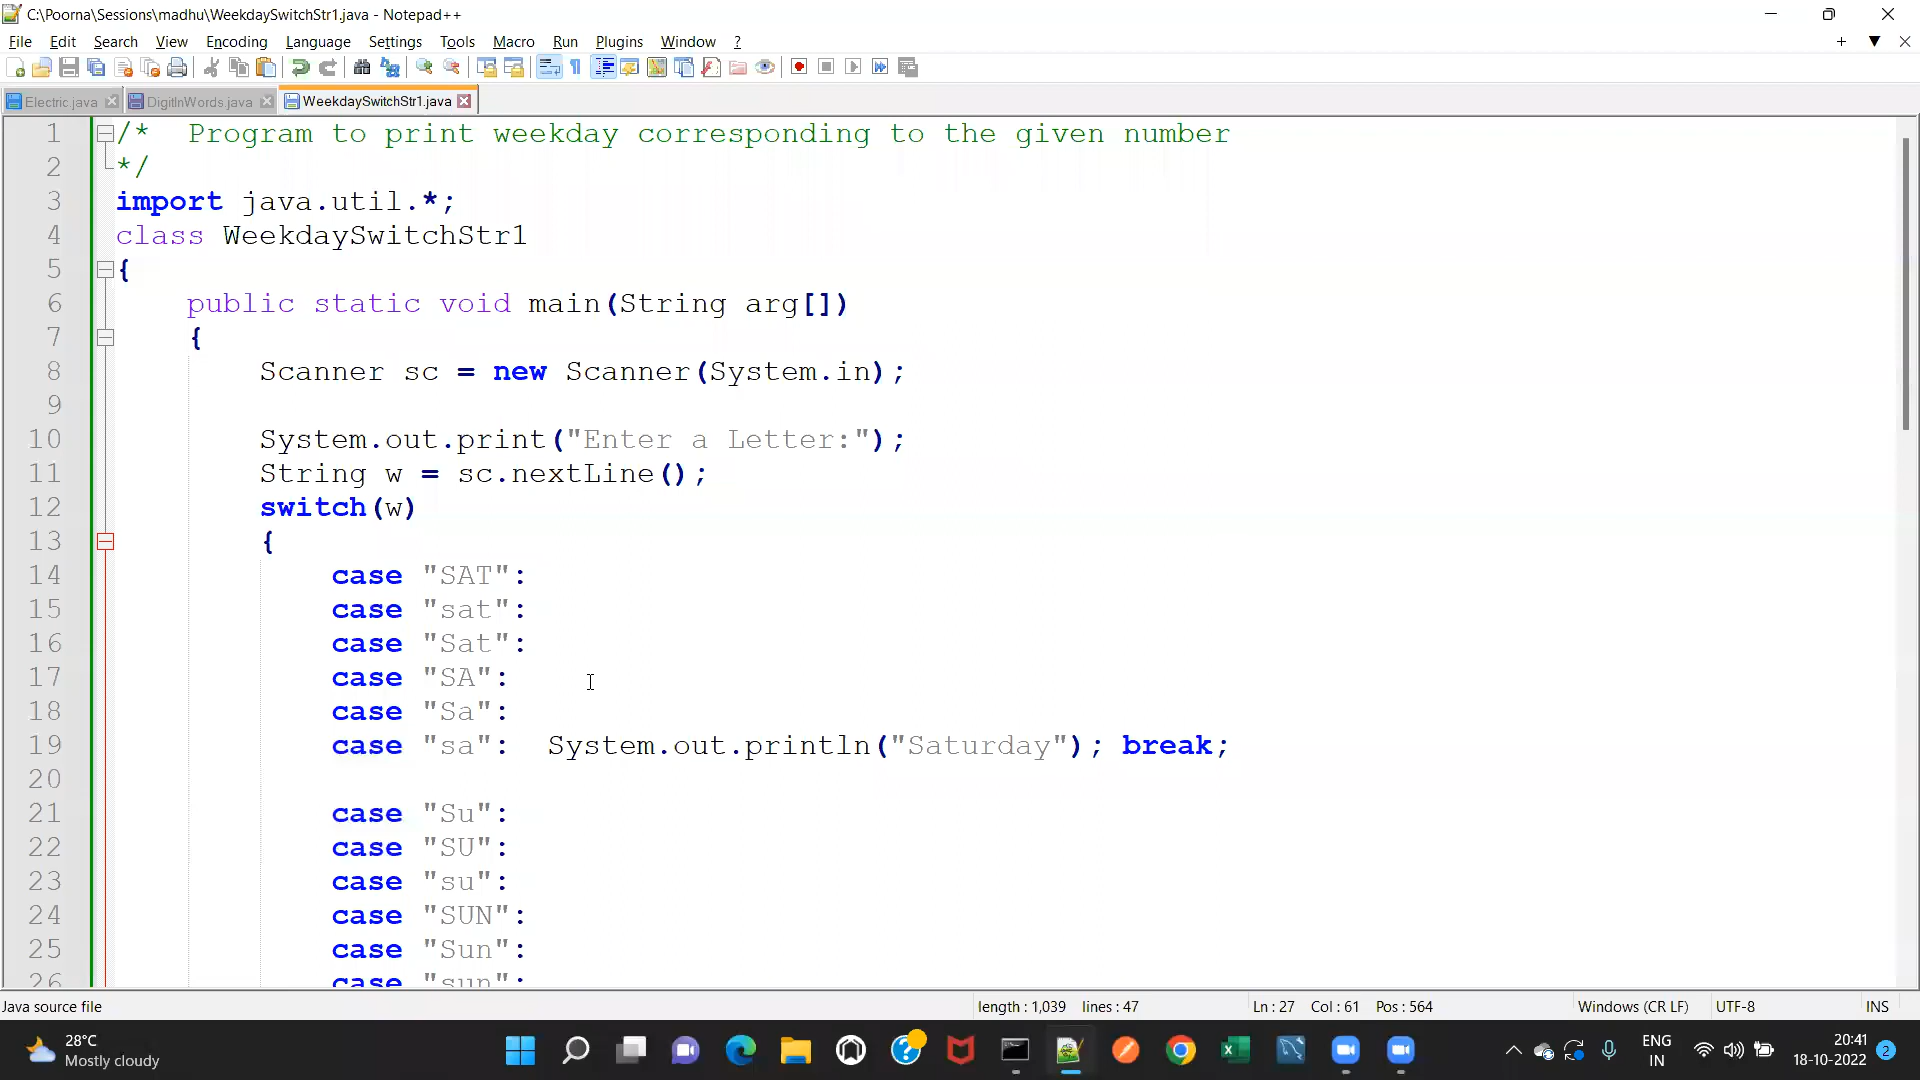 C:\Poorna\Sessions\madhu\WeekdaySwitchStr1.java - Notepad++
File Edit Search View Encoding Language Settings Tools Macro Run Plugins Window ?
Electric.java DigitInWords.java WeekdaySwitchStr1.java
1 /* Program to print weekday corresponding to the given number
2 */
3 import java.util.*;
4 class WeekdaySwitchStr1
5 {
6 public static void main(String arg[])
7 {
8 Scanner sc = new Scanner(System.in);
9
10 System.out.print("Enter a Letter:");
11 String w = sc.nextLine();
12 switch(w)
13 {
14 case "SAT":
15 case "sat":
16 case "Sat":
17 case "SA":
18 case "Sa":
19 case "sa": System.out.println("Saturday"); break;
20
21 case "Su":
22 case "SU":
23 case "su":
24 case "SUN":
25 case "Sun":
26 case "sun":
Java source file length : 1,039 lines : 47 Ln : 27 Col : 61 Pos : 564 Windows (CR LF) UTF-8 INS
28°C
Mostly cloudy
ENG
IN
20:41
18-10-2022
2